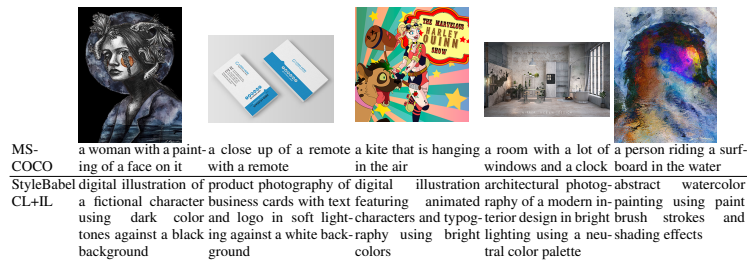 THE MARVELOUS
HARLEY
QUINN
SHOW
MS-COCO
a woman with a paint-
ing of a face on it
a close up of a remote
with a remote
a kite that is hanging
in the air
a room with a lot of
windows and a clock
a person riding a surf-
board in the water
StyleBabel
CL+IL
digital illustration of
a fictional character
using dark color
tones against a black
background
product photography of
business cards with text
and logo in soft light-
ing against a white back-
ground
digital illustration
featuring animated
characters and typog-
raphy using bright
colors
architectural photog-
raphy of a modern in-
terior design in bright
lighting using a neu-
tral color palette
abstract watercolor
painting using paint
brush strokes and
shading effects